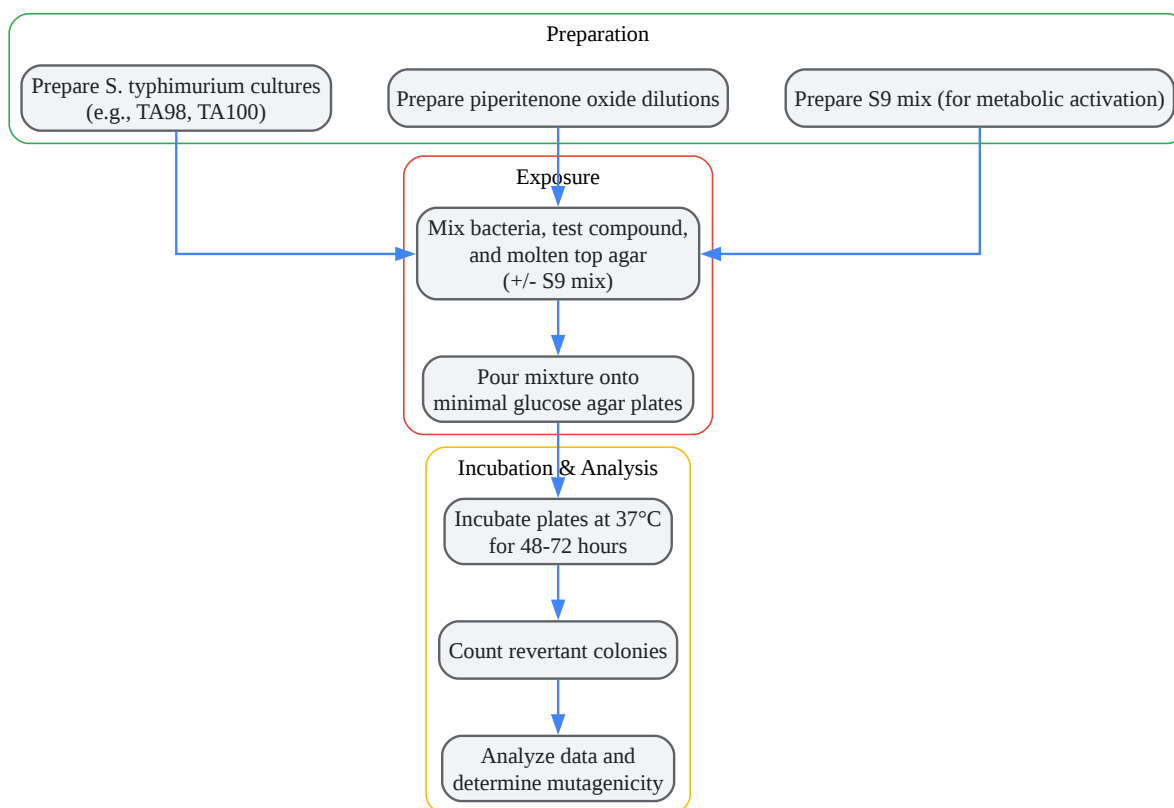 Preparation
Prepare S. typhimurium cultures
(e.g., TA98, TA100)
Prepare piperitenone oxide dilutions
Prepare S9 mix (for metabolic activation)
Exposure
Mix bacteria, test compound,
and molten top agar
(+/- S9 mix)
Pour mixture onto
minimal glucose agar plates
Incubation & Analysis
Incubate plates at 37°C
for 48-72 hours
Count revertant colonies
Analyze data and
determine mutagenicity